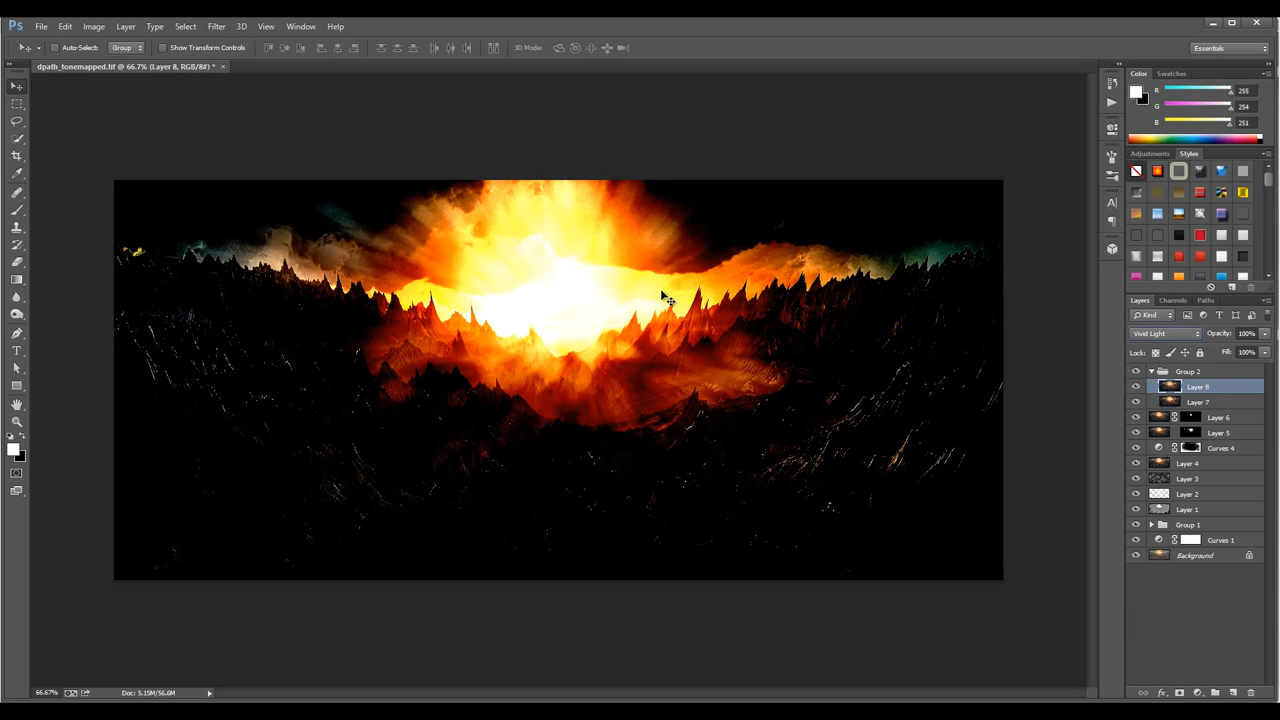 Ps File Edit Image Layer Type Select Filter 3D View Window Help
Auto-Select: Group Show Transform Controls 3D Mode: Essentials
dpath_tonemapped.tif @ 66.7% (Layer 8, RGB/8#) * ×
Color Swatches
R 255
G 254
B 251
Adjustments Styles
Layers Channels Paths
Kind
Vivid Light Opacity: 100%
Lock: Fill: 100%
Group 2
Layer 8
Layer 7
Layer 6
Layer 5
Curves 4
Layer 4
Layer 3
Layer 2
Layer 1
Group 1
Curves 1
Background
66.67% Doc: 5.15M/56.6M